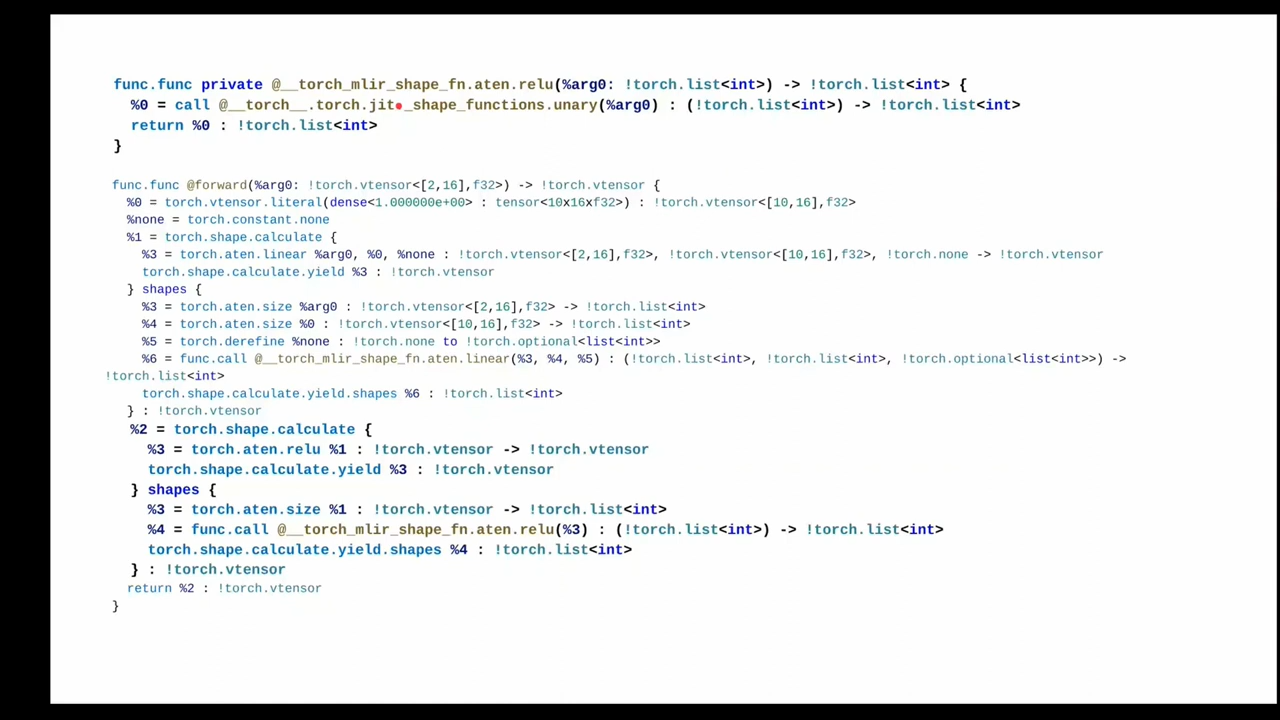 func.func private @__torch_mlir_shape_fn.aten.relu(%arg0: !torch.list<int>) -> !torch.list<int> {
%0 = call @__torch__.torch.jit._shape_functions.unary(%arg0) : (!torch.list<int>) -> !torch.list<int>
return %0 : !torch.list<int>
}
func.func @forward(%arg0: !torch.vtensor<[2,16],f32>) -> !torch.vtensor {
%0 = torch.vtensor.literal(dense<1.000000e+00> : tensor<10x16xf32>) : !torch.vtensor<[10,16],f32>
%none = torch.constant.none
%1 = torch.shape.calculate {
%3 = torch.aten.linear %arg0, %0, %none : !torch.vtensor<[2,16],f32>, !torch.vtensor<[10,16],f32>, !torch.none -> !torch.vtensor
torch.shape.calculate.yield %3 : !torch.vtensor
} shapes {
%3 = torch.aten.size %arg0 : !torch.vtensor<[2,16],f32> -> !torch.list<int>
%4 = torch.aten.size %0 : !torch.vtensor<[10,16],f32> -> !torch.list<int>
%5 = torch.derefine %none : !torch.none to !torch.optional<list<int>>
%6 = func.call @__torch_mlir_shape_fn.aten.linear(%3, %4, %5) : (!torch.list<int>, !torch.list<int>, !torch.optional<list<int>>) ->
!torch.list<int>
torch.shape.calculate.yield.shapes %6 : !torch.list<int>
} : !torch.vtensor
%2 = torch.shape.calculate {
%3 = torch.aten.relu %1 : !torch.vtensor -> !torch.vtensor
torch.shape.calculate.yield %3 : !torch.vtensor
} shapes {
%3 = torch.aten.size %1 : !torch.vtensor -> !torch.list<int>
%4 = func.call @__torch_mlir_shape_fn.aten.relu(%3) : (!torch.list<int>) -> !torch.list<int>
torch.shape.calculate.yield.shapes %4 : !torch.list<int>
} : !torch.vtensor
return %2 : !torch.vtensor
}